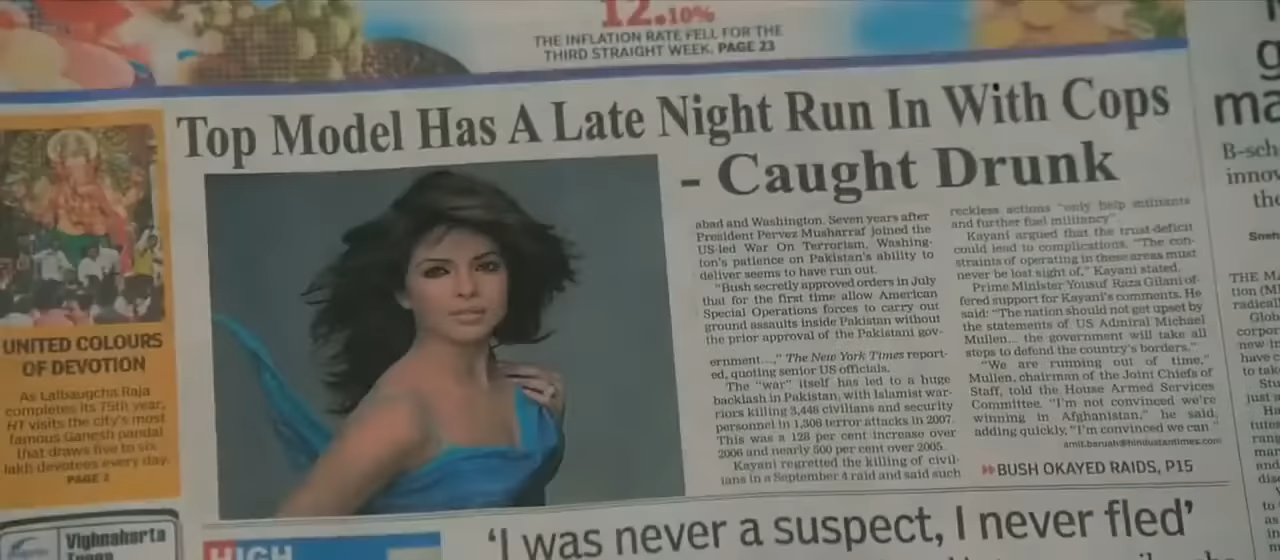 12.10%
THE INFLATION RATE FELL FOR THE
THIRD STRAIGHT WEEK. PAGE 23
Top Model Has A Late Night Run In With Cops
- Caught Drunk
UNITED COLOURS
OF DEVOTION
As Lalbaugcha Raja
completes its 75th year,
HT visits the city's most
famous Ganesh pandal
that draws five to six
lakh devotees every day.
PAGE 2
abad and Washington. Seven years after
President Pervez Musharraf joined the
US-led War On Terrorism, Washing-
ton's patience on Pakistan's ability to
deliver seems to have run out.
"Bush secretly approved orders in July
that for the first time allow American
Special Operations forces to carry out
ground assaults inside Pakistan without
the prior approval of the Pakistani gov-
ernment...," The New York Times report-
ed, quoting senior US officials.
The "war" itself has led to a huge
backlash in Pakistan, with Islamist war-
riors killing 3,448 civilians and security
personnel in 1,306 terror attacks in 2007.
This was a 128 per cent increase over
2006 and nearly 500 per cent over 2005.
Kayani regretted the killing of civil-
ians in a September 4 raid and said such
reckless actions "only help militants
and further fuel militancy".
Kayani argued that the trust-deficit
could lead to complications. "The con-
straints of operating in these areas must
never be lost sight of," Kayani stated.
Prime Minister Yousuf Raza Gilani of-
fered support for Kayani's comments. He
said: "The nation should not get upset by
the statements of US Admiral Michael
Mullen... the government will take all
steps to defend the country's borders."
"We are running out of time,"
Mullen, chairman of the Joint Chiefs of
Staff, told the House Armed Services
Committee. "I'm not convinced we're
winning in Afghanistan," he said,
adding quickly, "I'm convinced we can."
amit.baruah@hindustantimes.com
BUSH OKAYED RAIDS, P15
'I was never a suspect, I never fled'
HIGH
Vighnaharta
B-sch
innov
the
THE MA
tion (M
radical
Glob
corpor
new in
have c
to tak
Stu
just a